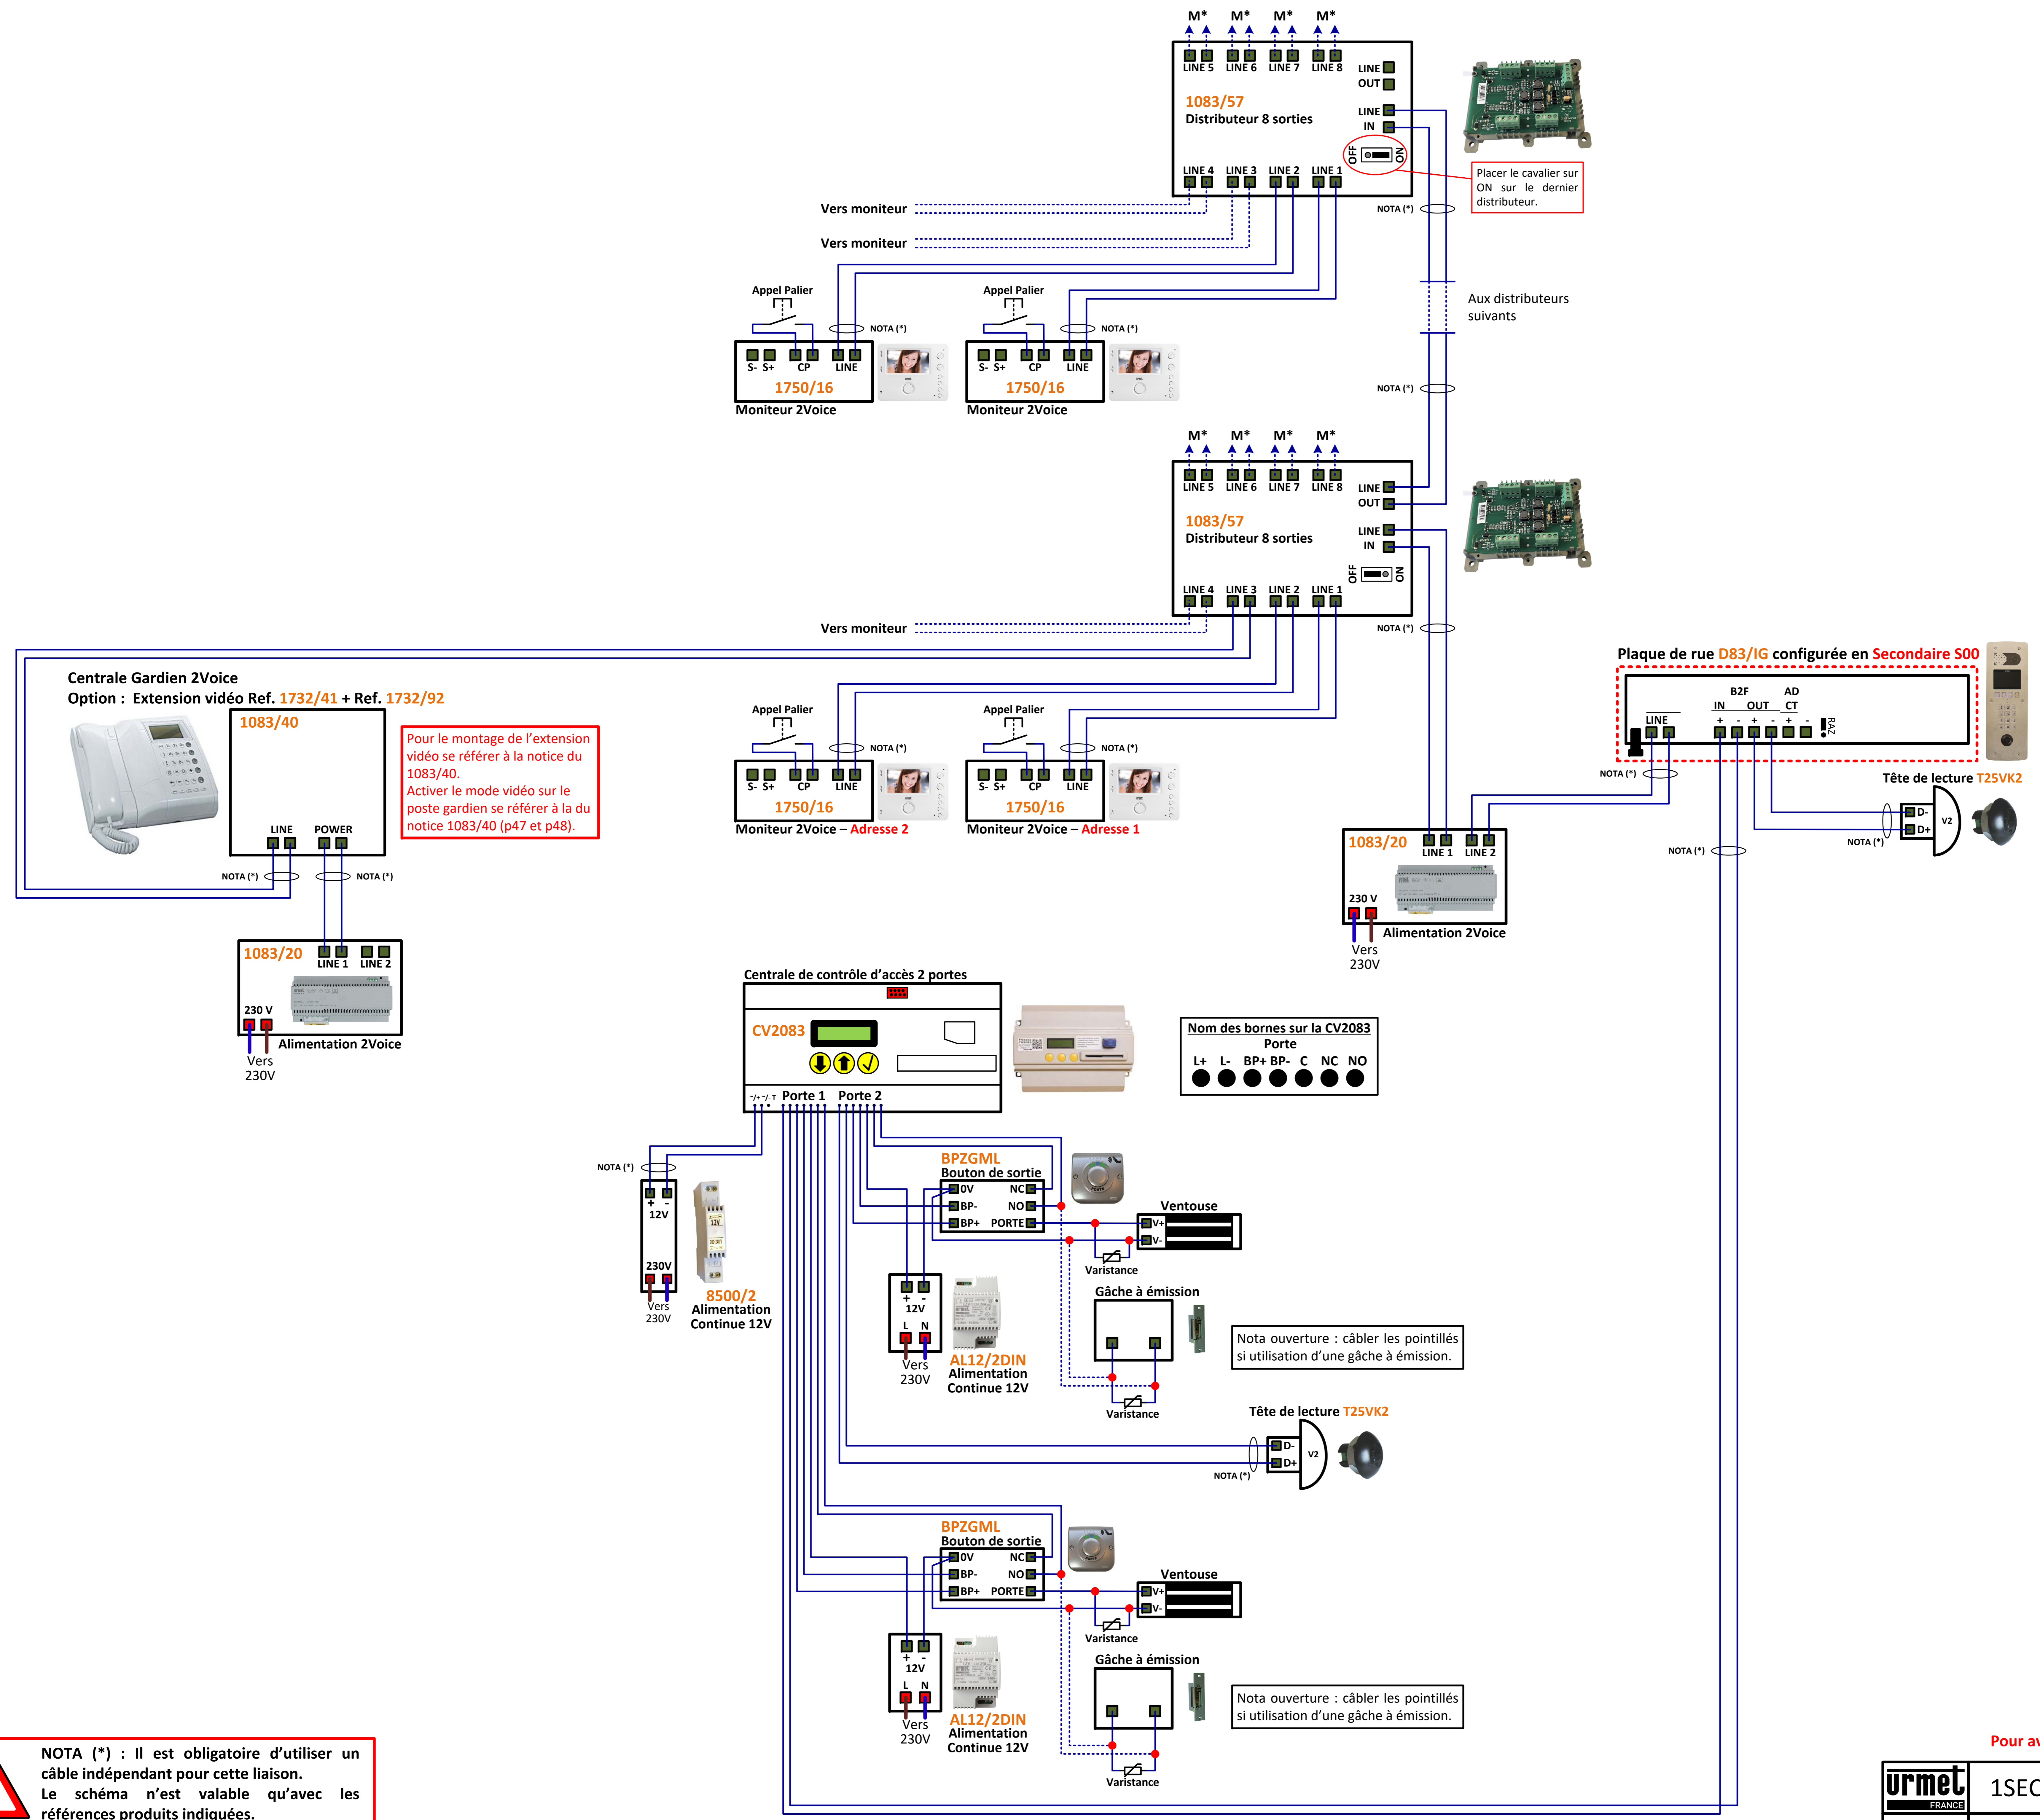 M* M* M* M*
LINE 5 LINE 6 LINE 7 LINE 8
LINE
OUT
1083/57
Distributeur 8 sorties
LINE
IN
OFF ON
LINE 4 LINE 3 LINE 2 LINE 1
Placer le cavalier sur
ON sur le dernier
distributeur.
Vers moniteur
NOTA (*)
Vers moniteur
Appel Palier
Appel Palier
Aux distributeurs
suivants
NOTA (*)
NOTA (*)
S- S+ CP LINE
1750/16
Moniteur 2Voice
S- S+ CP LINE
1750/16
Moniteur 2Voice
NOTA (*)
M* M* M* M*
LINE 5 LINE 6 LINE 7 LINE 8
LINE
OUT
1083/57
Distributeur 8 sorties
LINE
IN
OFF ON
LINE 4 LINE 3 LINE 2 LINE 1
Vers moniteur
NOTA (*)
Plaque de rue D83/IG configurée en Secondaire S00
B2F AD
IN OUT CT
LINE + - + - + - RAZ
NOTA (*)
Tête de lecture T25VK2
D-
D+
V2
NOTA (*)
NOTA (*)
Centrale Gardien 2Voice
Option : Extension vidéo Ref. 1732/41 + Ref. 1732/92
1083/40
Pour le montage de l'extension
vidéo se référer à la notice du
1083/40.
Activer le mode vidéo sur le
poste gardien se référer à la du
notice 1083/40 (p47 et p48).
LINE POWER
NOTA (*) NOTA (*)
Appel Palier
Appel Palier
NOTA (*)
NOTA (*)
S- S+ CP LINE
1750/16
Moniteur 2Voice – Adresse 2
S- S+ CP LINE
1750/16
Moniteur 2Voice – Adresse 1
1083/20
LINE 1 LINE 2
230 V
Alimentation 2Voice
Vers
230V
1083/20
LINE 1 LINE 2
230 V
Alimentation 2Voice
Vers
230V
Centrale de contrôle d'accès 2 portes
CV2083
~/+ ~/- T Porte 1 Porte 2
Nom des bornes sur la CV2083
Porte
L+ L- BP+ BP- C NC NO
NOTA (*)
+ -
12V
230V
Vers
230V
8500/2
Alimentation
Continue 12V
BPZGML
Bouton de sortie
0V NC
BP- NO
BP+ PORTE
Ventouse
V+
V-
Varistance
+ -
12V
L N
Vers
230V
AL12/2DIN
Alimentation
Continue 12V
Gâche à émission
Varistance
Nota ouverture : câbler les pointillés
si utilisation d'une gâche à émission.
Tête de lecture T25VK2
D-
D+
V2
NOTA (*)
BPZGML
Bouton de sortie
0V NC
BP- NO
BP+ PORTE
Ventouse
V+
V-
Varistance
+ -
12V
L N
Vers
230V
AL12/2DIN
Alimentation
Continue 12V
Gâche à émission
Varistance
Nota ouverture : câbler les pointillés
si utilisation d'une gâche à émission.
NOTA (*) : Il est obligatoire d'utiliser un
câble indépendant pour cette liaison.
Le schéma n'est valable qu'avec les
références produits indiquées.
Pour av
urmet
FRANCE
1SEC